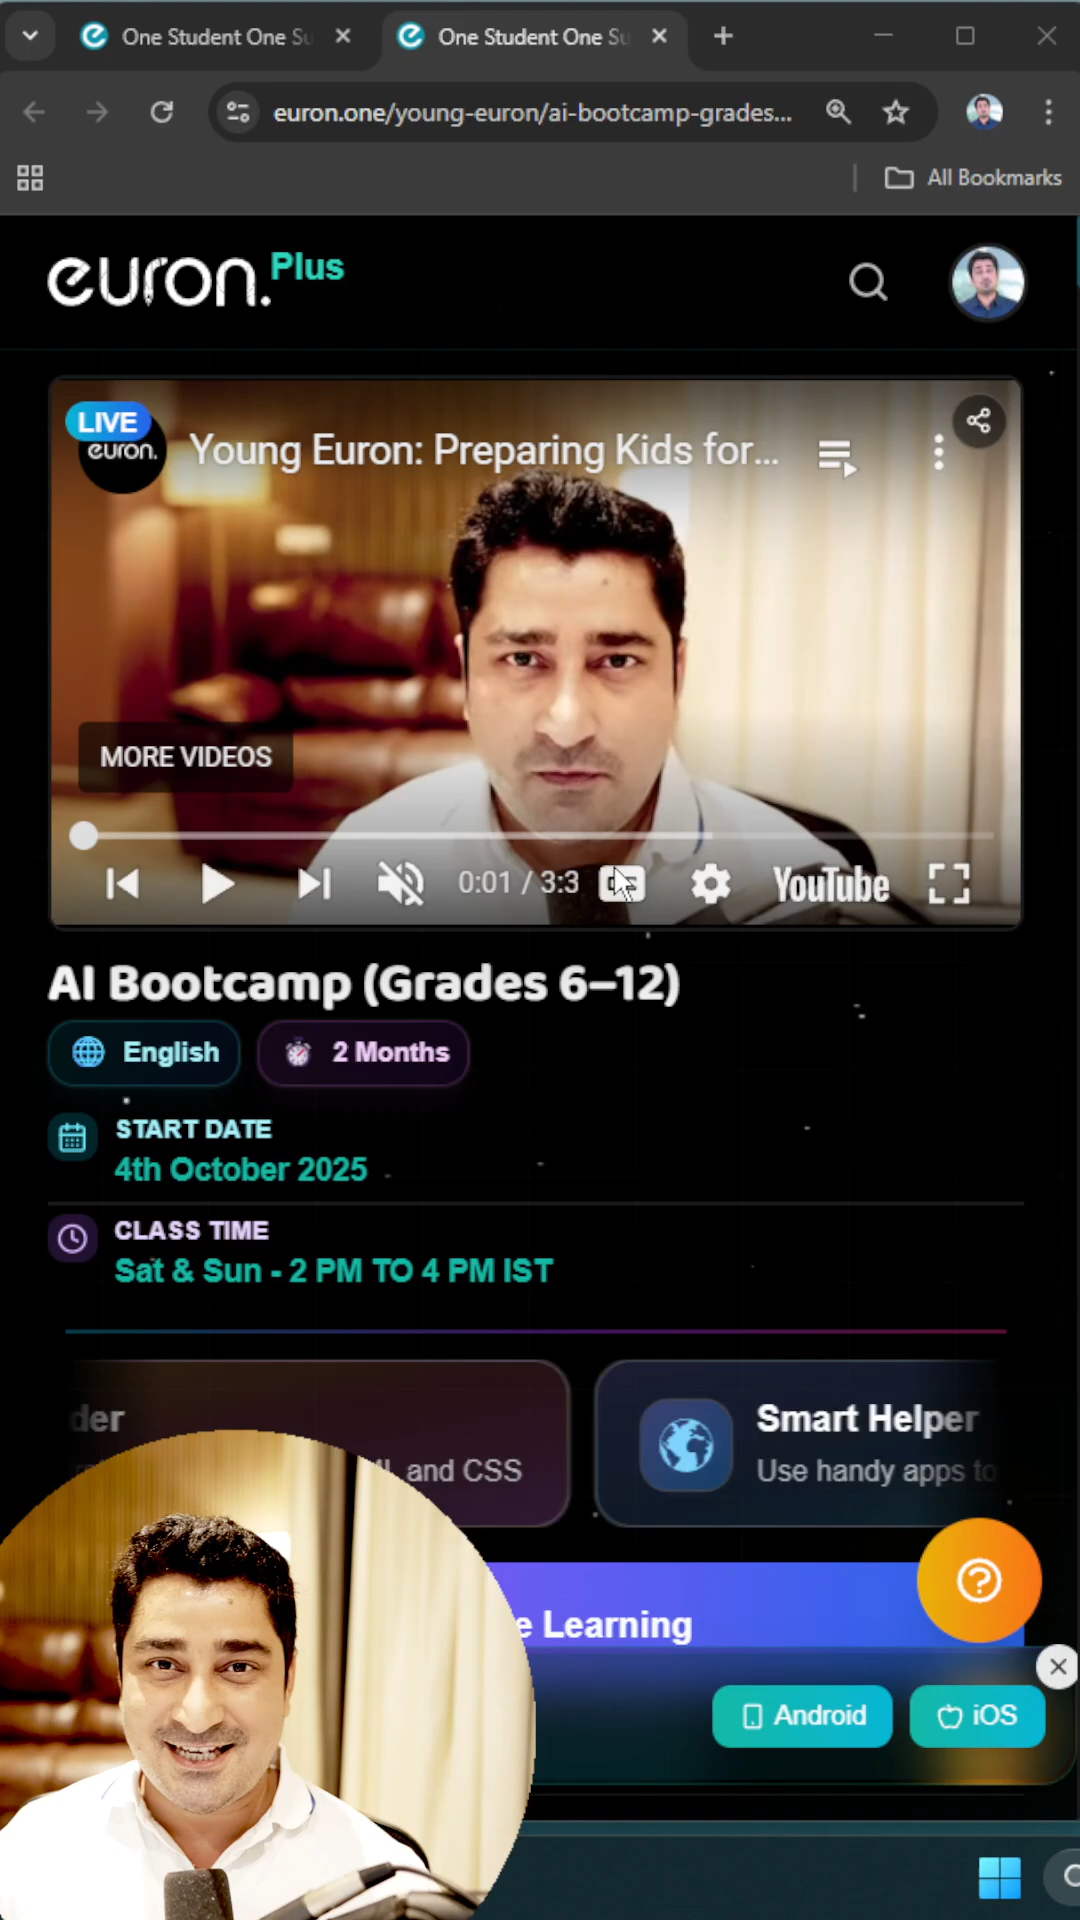 One Student One Su
One Student One Su
euron.one/young-euron/ai-bootcamp-grades...
All Bookmarks
euron.Plus
LIVE
euron.
Young Euron: Preparing Kids for...
MORE VIDEOS
0:01 / 3:3
YouTube
AI Bootcamp (Grades 6–12)
English
2 Months
START DATE
4th October 2025
CLASS TIME
Sat & Sun - 2 PM TO 4 PM IST
der
and CSS
Smart Helper
Use handy apps to
e Learning
Android
iOS